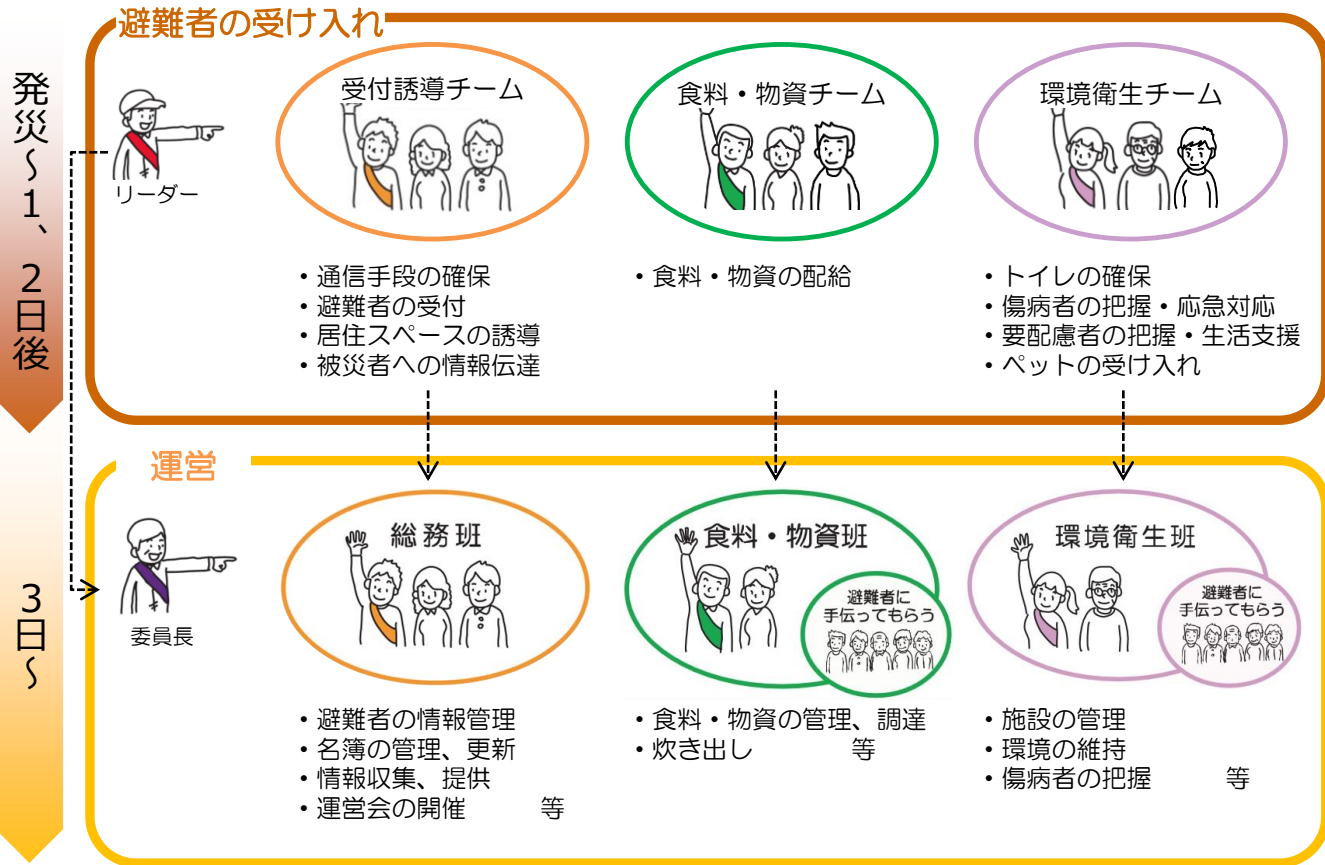 避難者の受け入れ
発災~1、2日後
リーダー
受付誘導チーム
・通信手段の確保
・避難者の受付
・居住スペースの誘導
・被災者への情報伝達
食料・物資チーム
・食料・物資の配給
環境衛生チーム
・トイレの確保
・傷病者の把握・応急対応
・要配慮者の把握・生活支援
・ペットの受け入れ
運営
3日~
委員長
総務班
・避難者の情報管理
・名簿の管理、更新
・情報収集、提供
・運営会の開催 等
食料・物資班
避難者に
手伝ってもらう
・食料・物資の管理、調達
・炊き出し 等
環境衛生班
避難者に
手伝ってもらう
・施設の管理
・環境の維持
・傷病者の把握 等